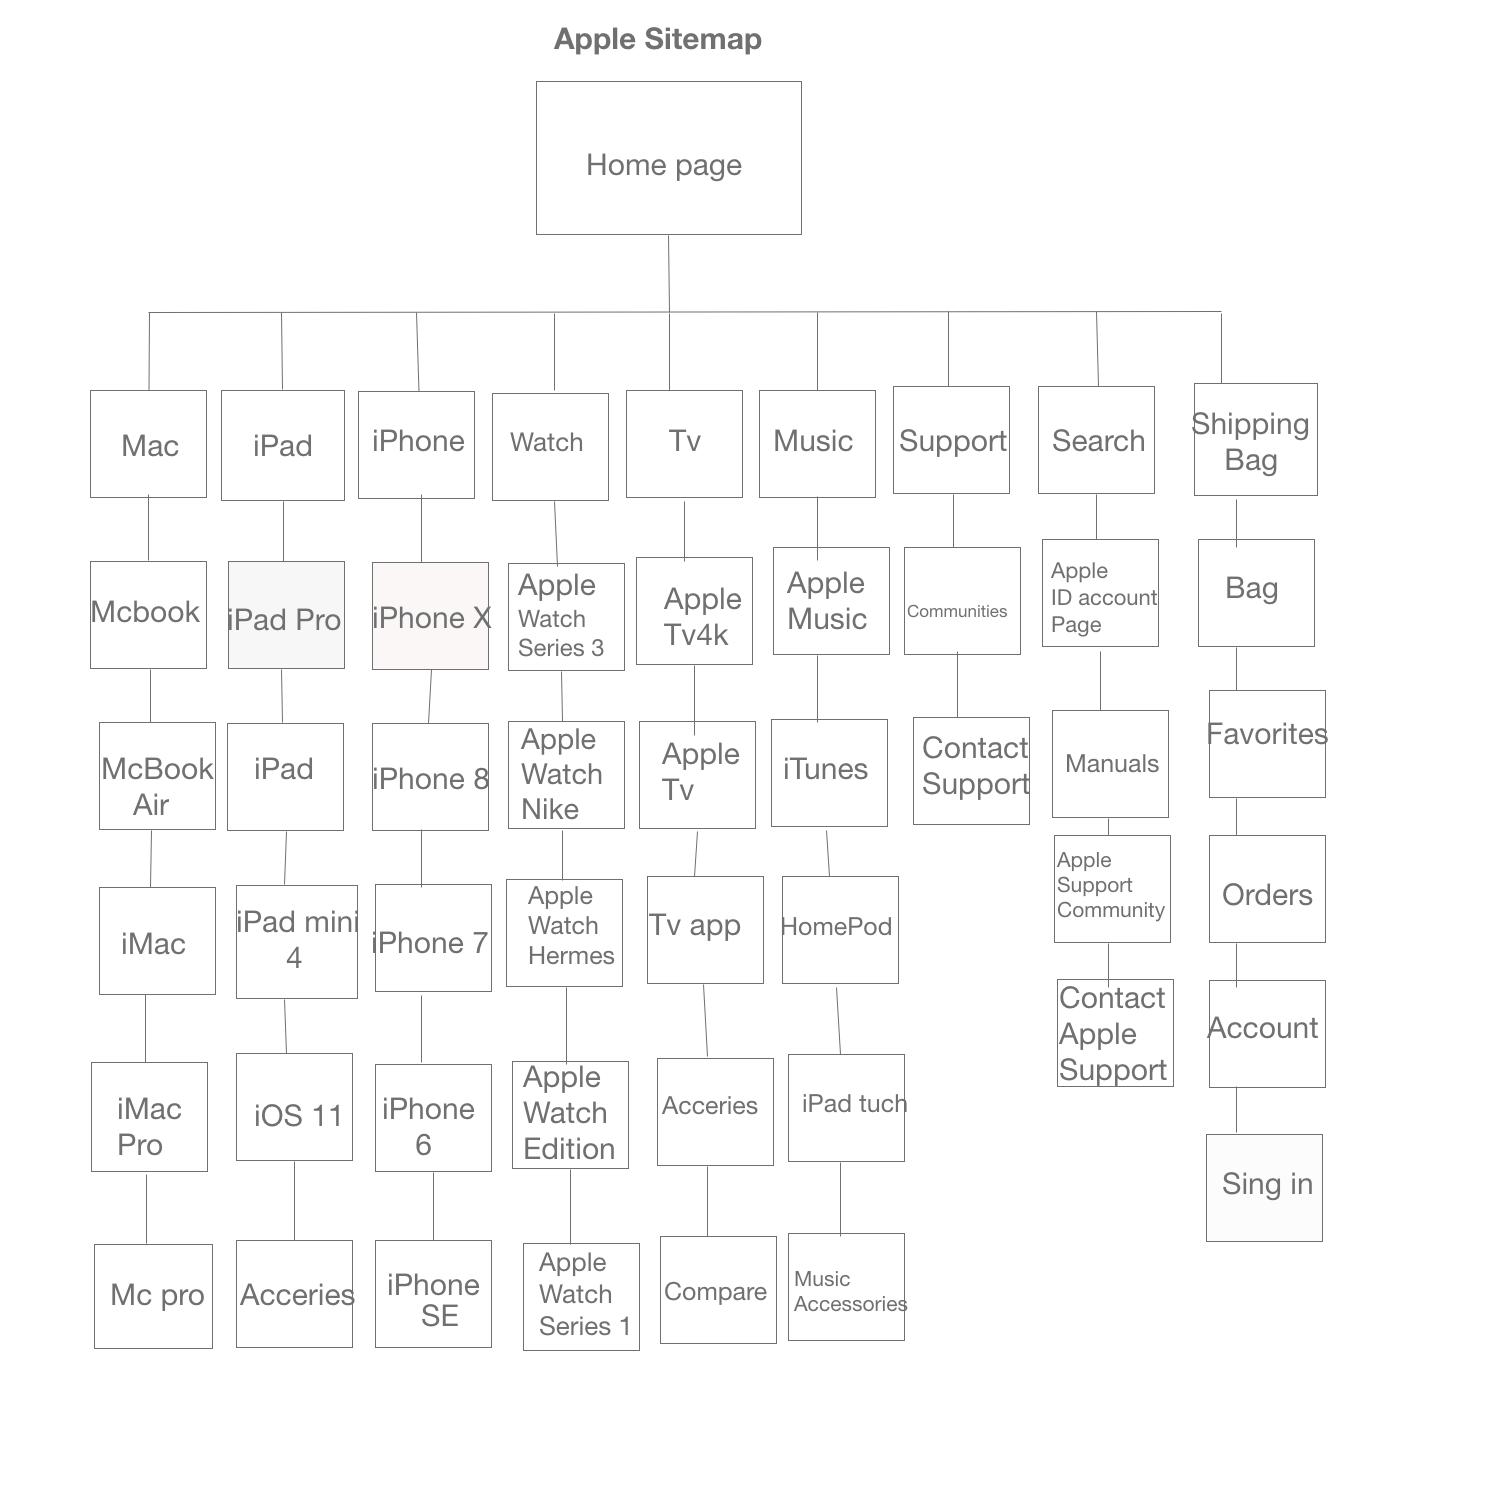 Apple Sitemap
Home page
Mac
iPad
iPhone
Watch
Tv
Music
Support
Search
Shipping
Bag
Mcbook
iPad Pro
iPhone X
Apple
Watch
Series 3
Apple
Tv4k
Apple
Music
Communities
Apple
ID account
Page
Bag
McBook
Air
iPad
iPhone 8
Apple
Watch
Nike
Apple
Tv
iTunes
Contact
Support
Manuals
Favorites
iMac
iPad mini
4
iPhone 7
Apple
Watch
Hermes
Tv app
HomePod
Apple
Support
Community
Orders
iMac
Pro
iOS 11
iPhone
6
Apple
Watch
Edition
Acceries
iPad tuch
Contact
Apple
Support
Account
Mc pro
Acceries
iPhone
SE
Apple
Watch
Series 1
Compare
Music
Accessories
Sing in